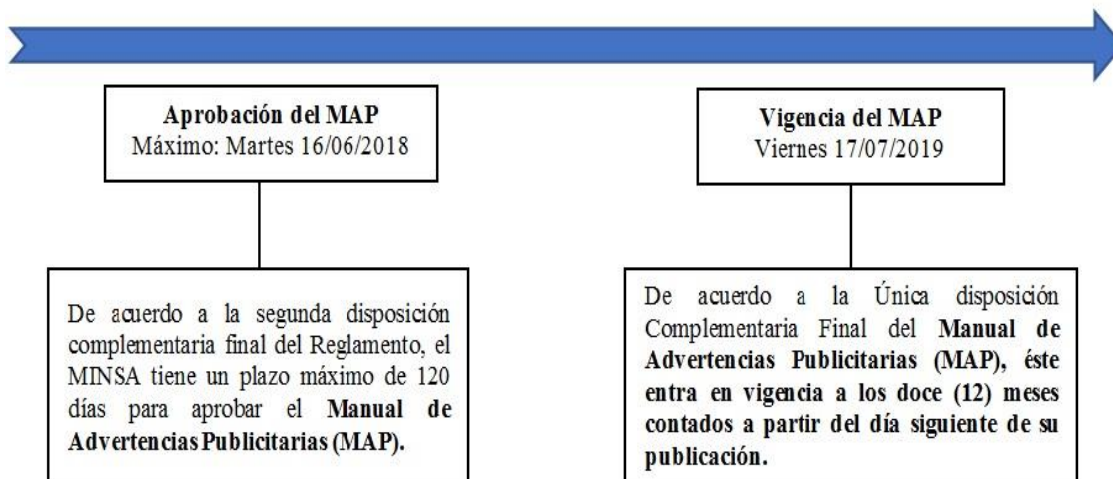 Aprobación del MAP
Máximo: Martes 16/06/2018
De acuerdo a la segunda disposición
complementaria final del Reglamento, el
MINSA tiene un plazo máximo de 120
días para aprobar el Manual de
Advertencias Publicitarias (MAP).
Vigencia del MAP
Viernes 17/07/2019
De acuerdo a la Única disposición
Complementaria Final del Manual de
Advertencias Publicitarias (MAP), éste
entra en vigencia a los doce (12) meses
contados a partir del día siguiente de su
publicación.